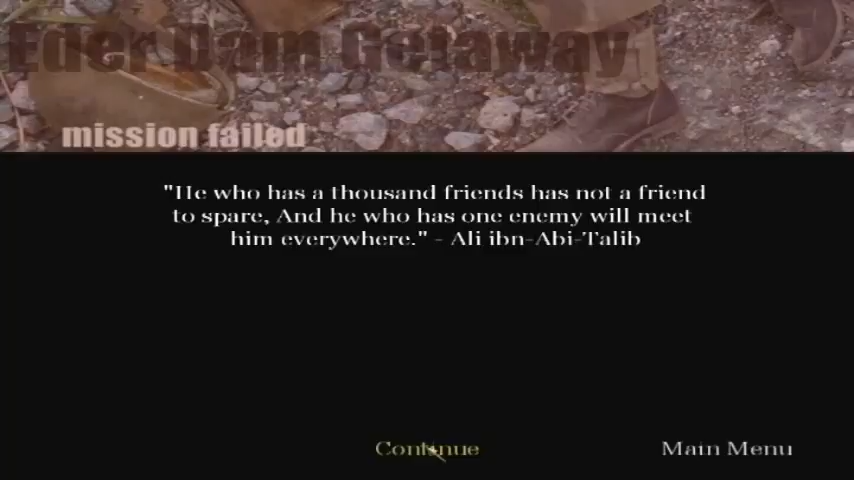 Eder Dam Getaway
mission failed
"He who has a thousand friends has not a friend
to spare, And he who has one enemy will meet
him everywhere." - Ali ibn-Abi-Talib
Continue
Main Menu